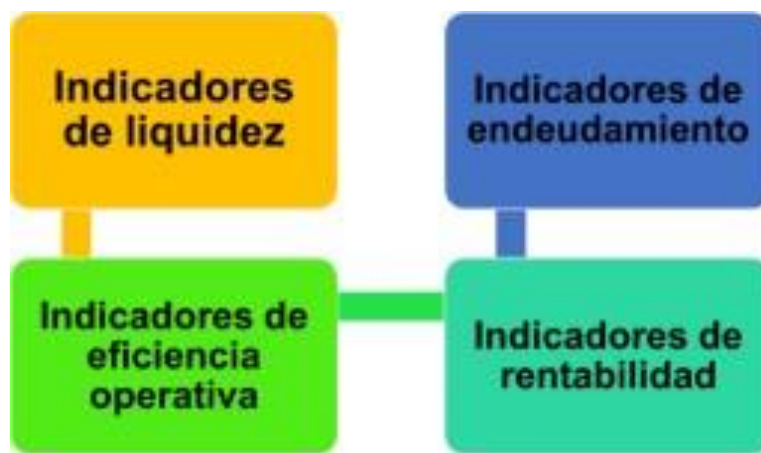 Indicadores
de liquidez
Indicadores de
eficiencia
operativa
Indicadores de
rentabilidad
Indicadores de
endeudamiento